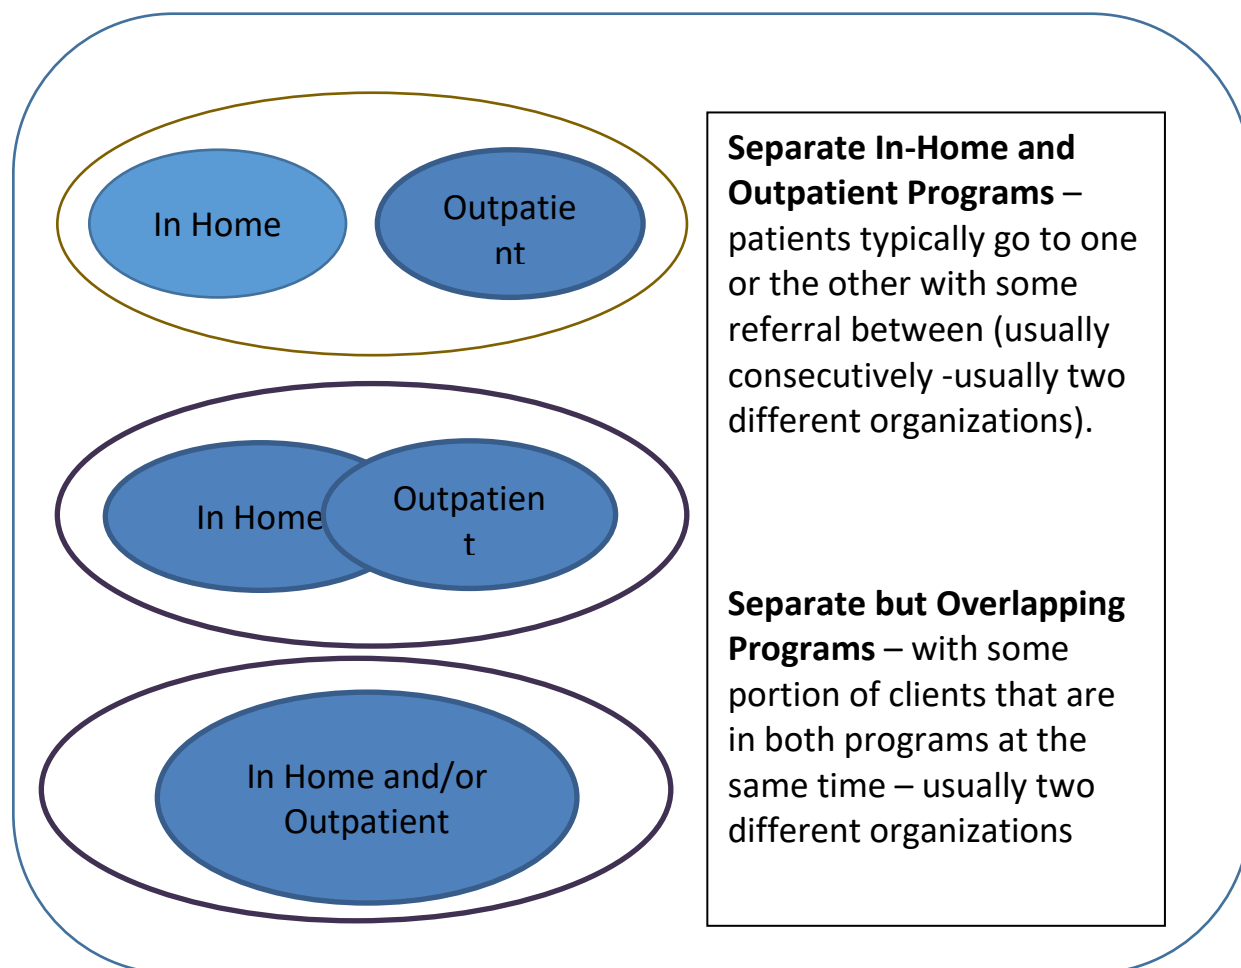 In Home
Outpatie
nt
In Home
Outpatien
t
In Home and/or
Outpatient
Separate In-Home and
Outpatient Programs –
patients typically go to one
or the other with some
referral between (usually
consecutively -usually two
different organizations).
Separate but Overlapping
Programs – with some
portion of clients that are
in both programs at the
same time – usually two
different organizations